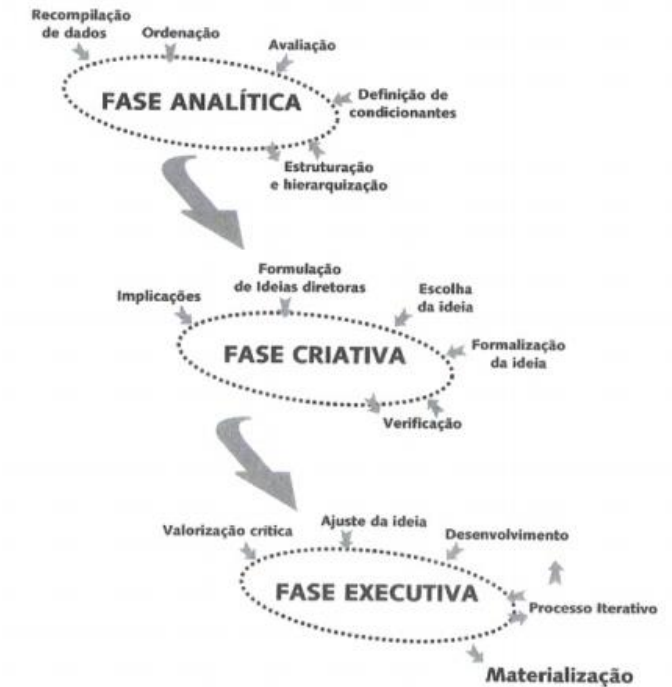 Recompilação
de dados
Ordenação
Avaliação
FASE ANALÍTICA
Definição de
condicionantes
Estruturação
e hierarquização
Formulação
de Ideias diretoras
Implicações
Escolha
da ideia
FASE CRIATIVA
Formalização
da ideia
Verificação
Valorização crítica
Ajuste da ideia
Desenvolvimento
FASE EXECUTIVA
Processo Iterativo
Materialização